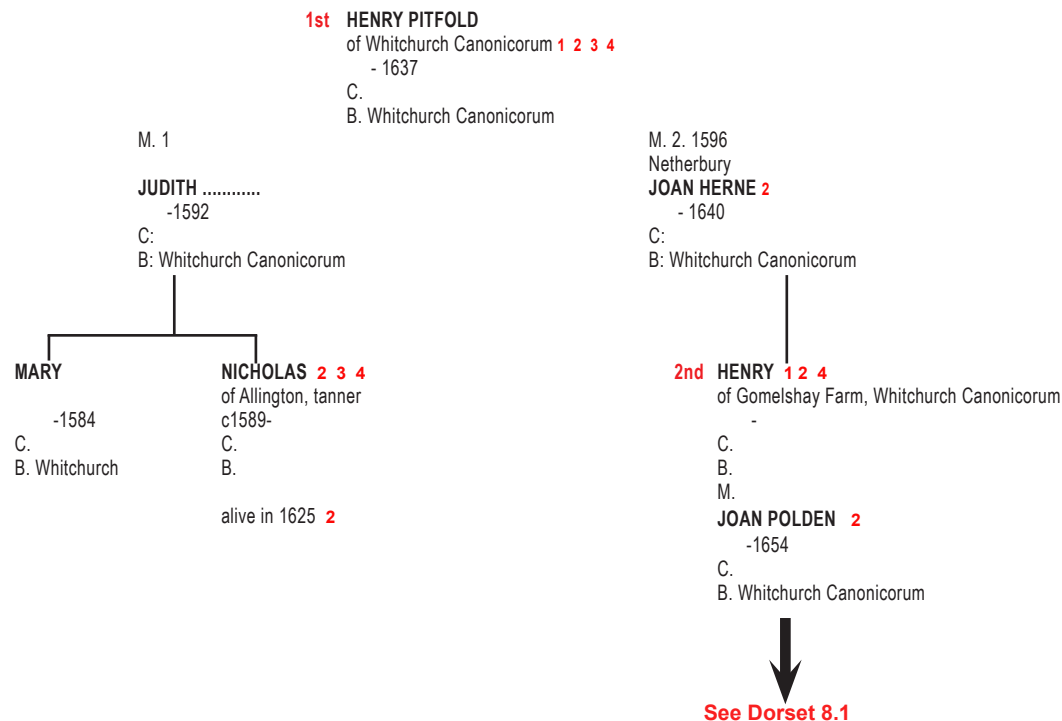 1st HENRY PITFOLD
of Whitchurch Canonicorum 1 2 3 4
- 1637
C.
B. Whitchurch Canonicorum
M. 1
JUDITH ............
-1592
C:
B: Whitchurch Canonicorum
M. 2. 1596
Netherbury
JOAN HERNE 2
- 1640
C:
B: Whitchurch Canonicorum
MARY
-1584
C.
B. Whitchurch
NICHOLAS 2 3 4
of Allington, tanner
c1589-
C.
B.
alive in 1625 2
2nd HENRY 1 2 4
of Gomelshay Farm, Whitchurch Canonicorum
-
C.
B.
M.
JOAN POLDEN 2
-1654
C.
B. Whitchurch Canonicorum
See Dorset 8.1